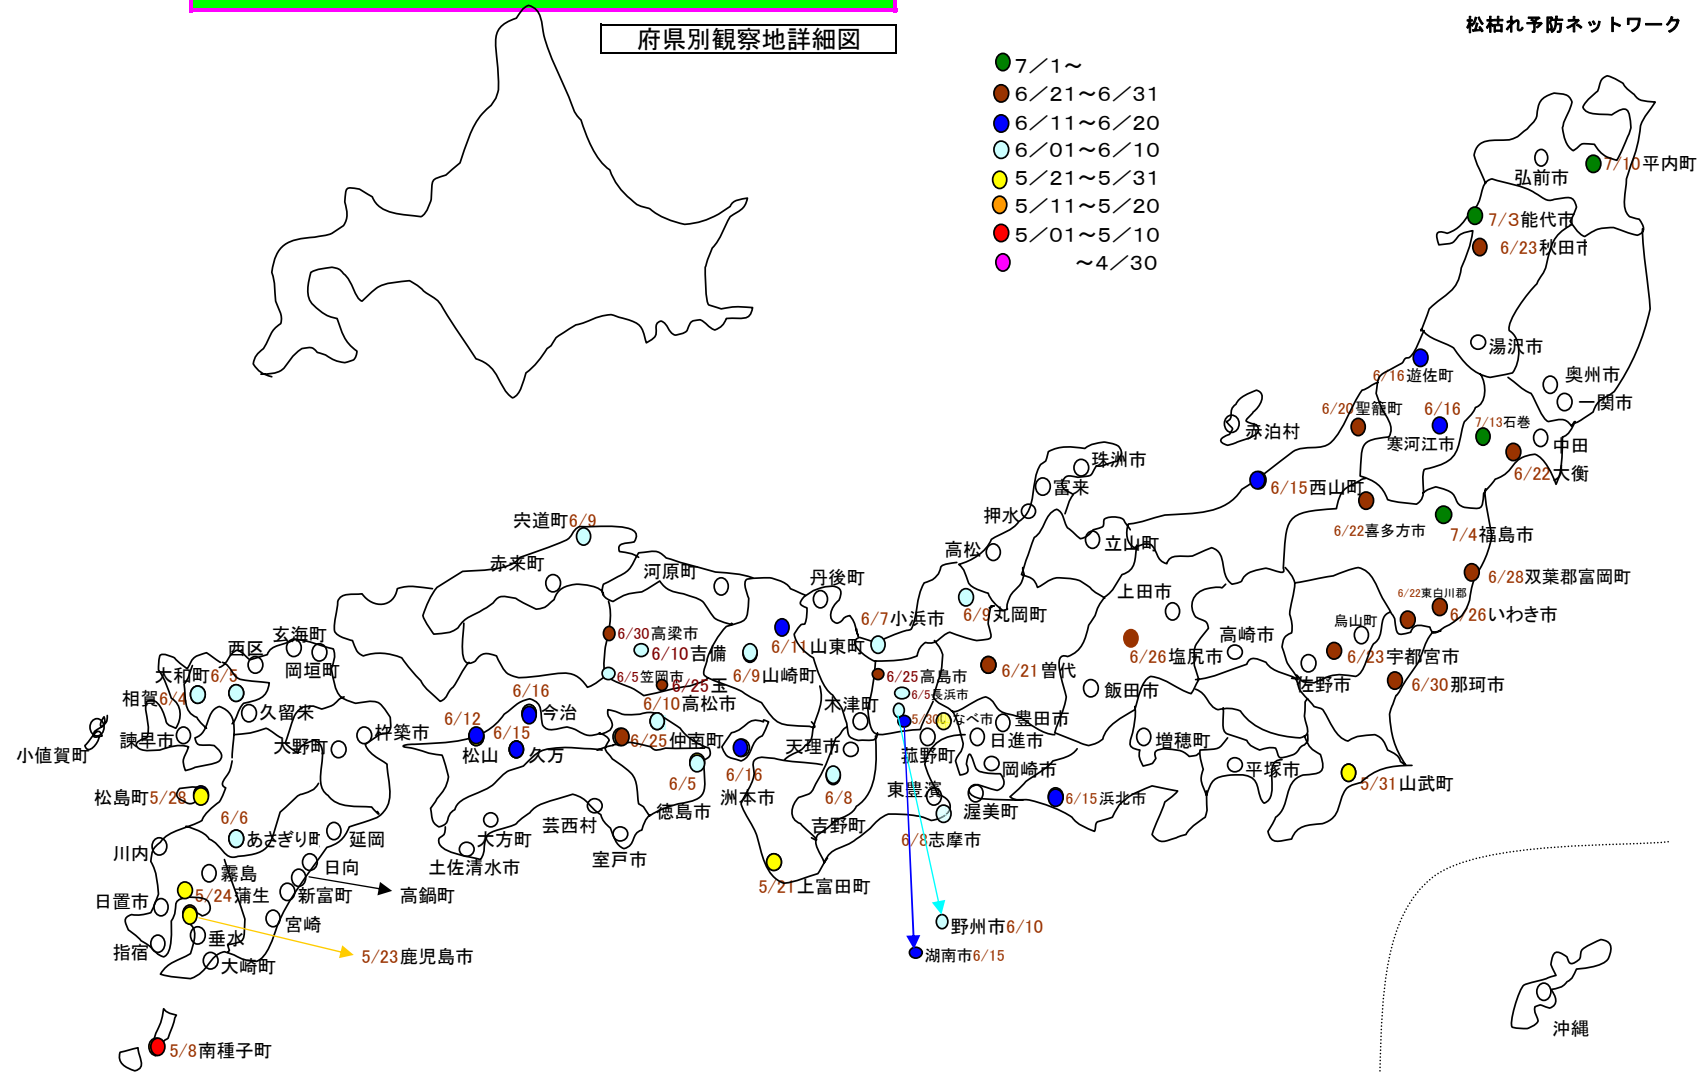 松枯れ予防ネットワーク
府県別観察地詳細図
7／1～
6／21～6／31
6／11～6／20
6／01～6／10
5／21～5／31
5／11～5／20
5／01～5／10
～4／30
7/10平内町
弘前市
7/3能代市
6/23秋田市
湯沢市
6/16遊佐町
奥州市
一関市
6/20聖籠町
6/16
寒河江市
7/13石巻
中田
6/22大衡
赤泊村
珠洲市
富来
6/15西山町
押水
6/22喜多方市
7/4福島市
宍道町6/9
高松
立山町
赤来町
河原町
丹後町
6/28双葉郡富岡町
上田市
6/22東白川郡
6/26いわき市
6/7小浜市
6/9丸岡町
烏山町
玄海町
西区
岡垣町
6/30高梁市
6/10吉備
6/11山東町
高崎市
6/26塩尻市
6/23宇都宮市
大和町6/5
相賀6/4
6/5笠岡市
6/25玉
6/9山崎町
6/25高島市
6/21曽代
佐野市
6/30那珂市
6/5長浜市
飯田市
久留米
6/16
今治
6/10高松市
木津町
5/30いなべ市
豊田市
6/12
6/15
杵築市
諫早市
大野町
小値賀町
松山
久万
6/25仲南町
天理市
菰野町
日進市
増穂町
岡崎市
平塚市
松島町5/28
6/5
6/16
洲本市
6/8
東豊濱
5/31山武町
6/15浜北市
徳島市
渥美町
6/6
あさぎり町
延岡
大方町
芸西村
吉野町
6/8志摩市
川内
土佐清水市
室戸市
日向
霧島
5/24蒲生
新富町
高鍋町
5/21上富田町
日置市
宮崎
野州市6/10
垂水
指宿
大崎町
5/23鹿児島市
湖南市6/15
沖縄
5/8南種子町